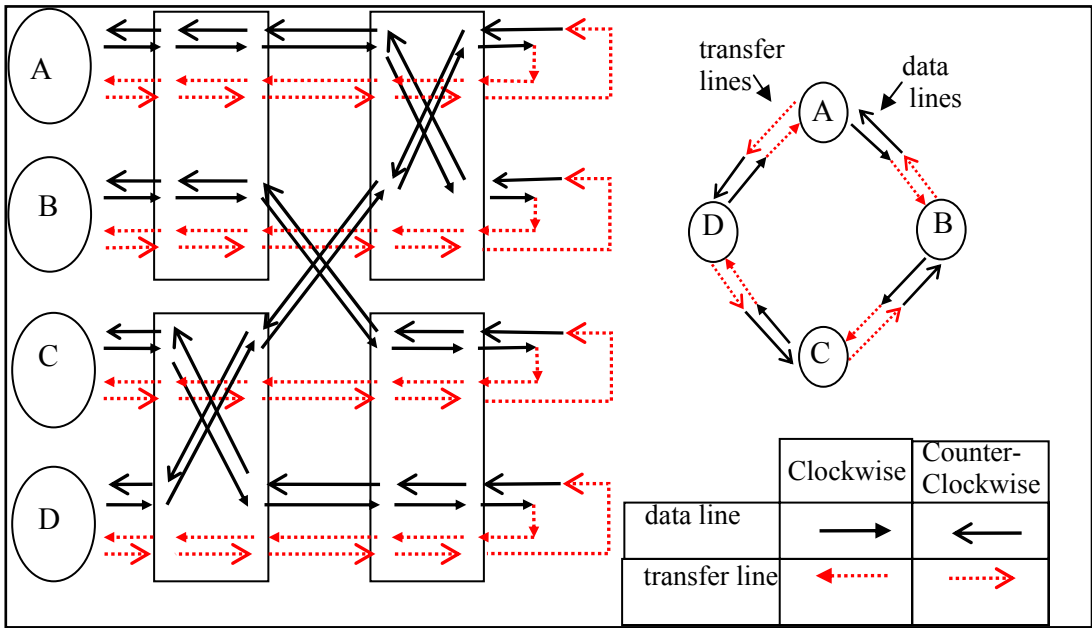 A
B
C
D
transfer
lines
data
lines
A
B
C
D
Clockwise
Counter-
Clockwise
data line
transfer line